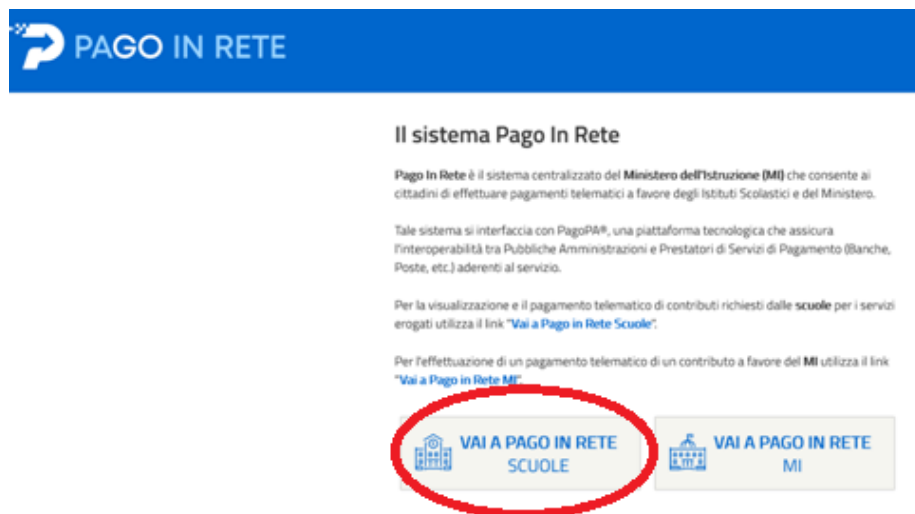 PAGO IN RETE
Il sistema Pago In Rete
Pago In Rete è il sistema centralizzato del Ministero dell'Istruzione (MI) che consente ai
cittadini di effettuare pagamenti telematici a favore degli Istituti Scolastici e del Ministero.
Tale sistema si interfaccia con PagoPA®, una piattaforma tecnologica che assicura
l'interoperabilità tra Pubbliche Amministrazioni e Prestatori di Servizi di Pagamento (Banche,
Poste, etc.) aderenti al servizio.
Per la visualizzazione e il pagamento telematico di contributi richiesti dalle scuole per i servizi
erogati utilizza il link "Vai a Pago in Rete Scuole".
Per l'effettuazione di un pagamento telematico di un contributo a favore del MI utilizza il link
"Vai a Pago in Rete MI".
VAI A PAGO IN RETE
SCUOLE
VAI A PAGO IN RETE
MI